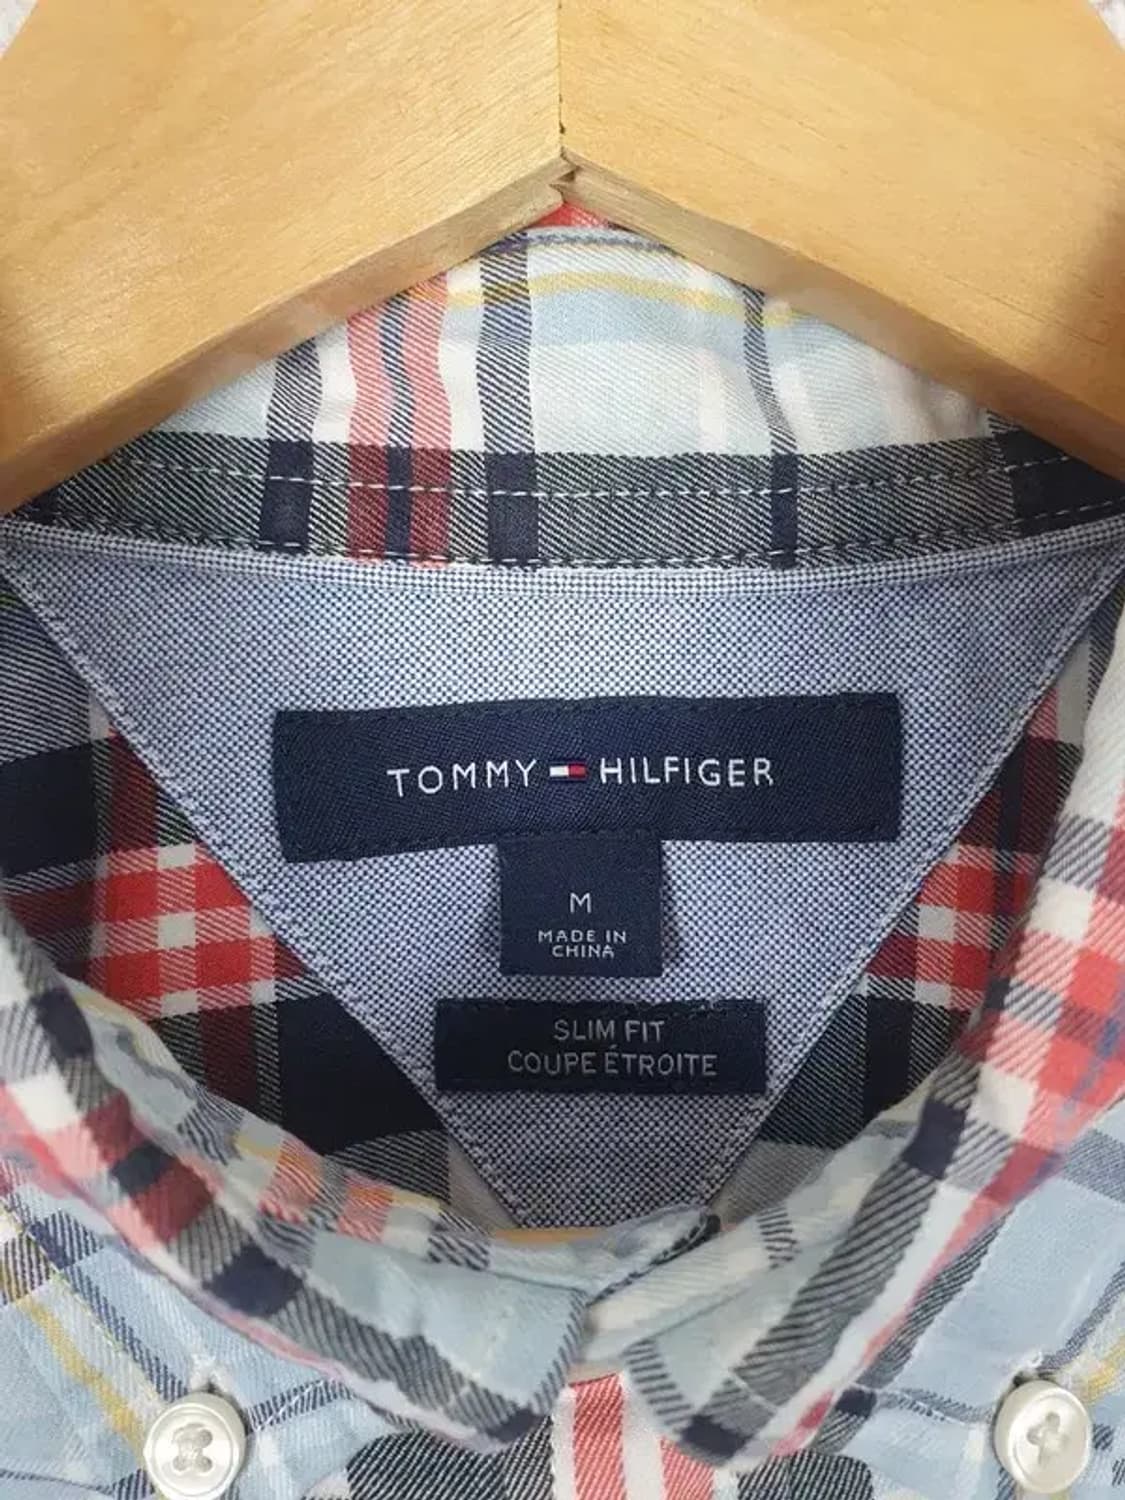 TOMMY HILFIGER
M
MADE IN
CHINA
SLIM FIT
COUPE ÉTROITE